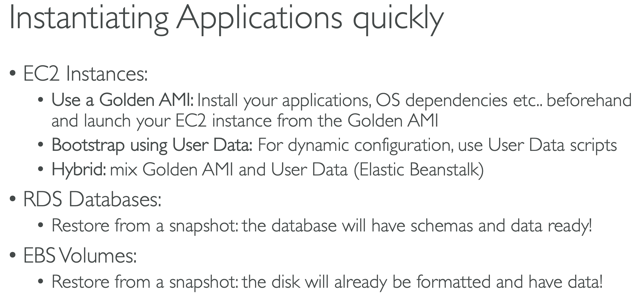 Instantiating Applications quickly
• EC2 Instances:
• Use a Golden AMI: Install your applications, OS dependencies etc.. beforehand
and launch your EC2 instance from the Golden AMI
• Bootstrap using User Data: For dynamic configuration, use User Data scripts
• Hybrid: mix Golden AMI and User Data (Elastic Beanstalk)
• RDS Databases:
• Restore from a snapshot: the database will have schemas and data ready!
• EBS Volumes:
• Restore from a snapshot: the disk will already be formatted and have data!